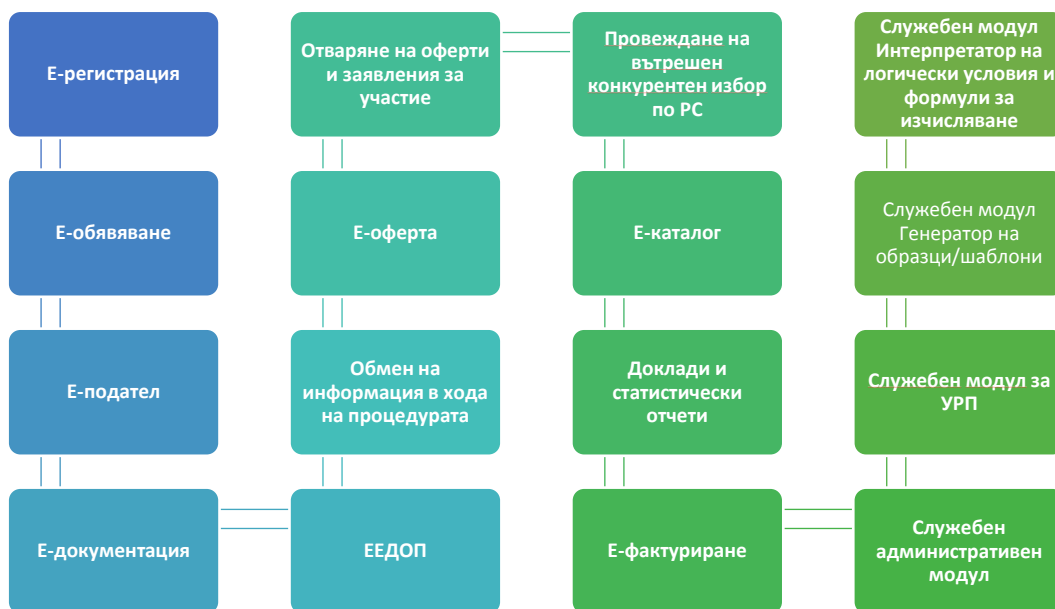 Е-регистрация
Е-обявяване
Е-подател
Е-документация
ЕЕДОП
Обмен на
информация в хода
на процедурата
Е-оферта
Отваряне на оферти
и заявления за
участие
Провеждане на
вътрешен
конкурентен избор
по РС
Е-каталог
Доклади и
статистически
отчети
Е-фактуриране
Служебен
административен
модул
Служебен модул за
УРП
Служебен модул
Генератор на
образци/шаблони
Служебен модул
Интерпретатор на
логически условия и
формули за
изчисляване